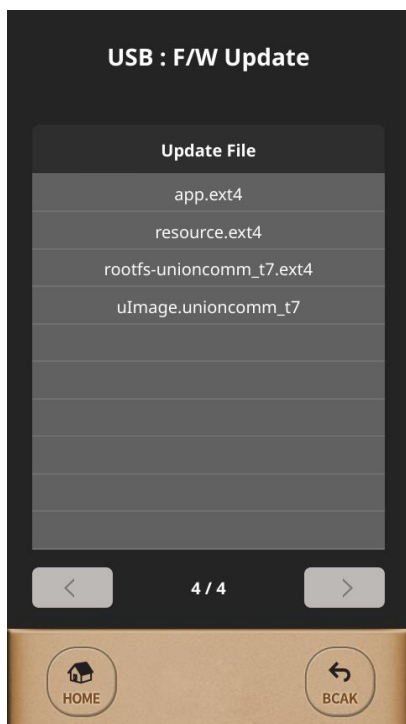 USB : F/W Update
Update File
app.ext4
resource.ext4
rootfs-unioncomm_t7.ext4
uImage.unioncomm_t7
< 4 / 4 >
HOME BCAK